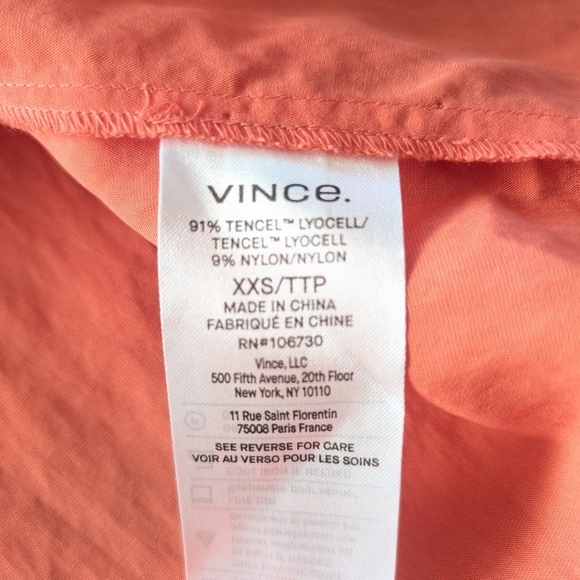 VINCE.
91% TENCEL™ LYOCELL/
TENCEL™ LYOCELL
9% NYLON/NYLON
XXS/TTP
MADE IN CHINA
FABRIQUÉ EN CHINE
RN#106730
Vince, LLC
500 Fifth Avenue, 20th Floor
New York, NY 10110
11 Rue Saint Florentin
75008 Paris France
SEE REVERSE FOR CARE
VOIR AU VERSO POUR LES SOINS